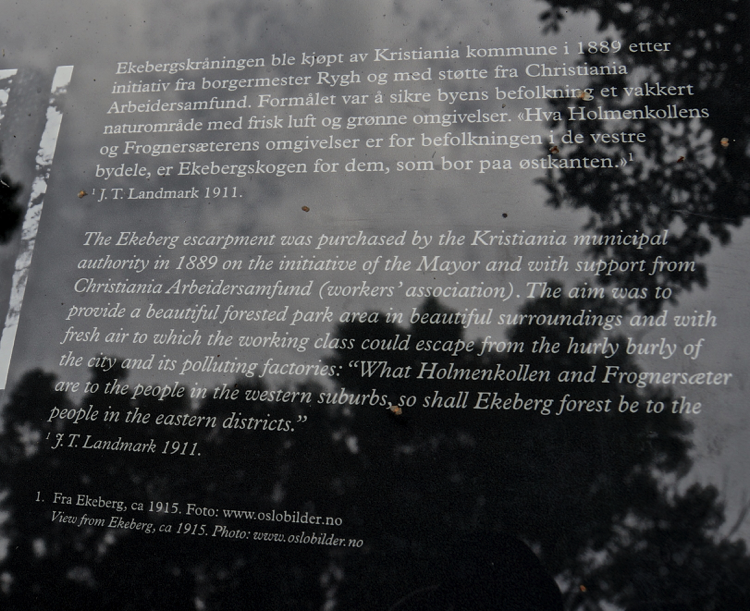 Ekebergskråningen ble kjøpt av Kristiania kommune i 1889 etter
initiativ fra borgermester Rygh og med støtte fra Christiania
Arbeidersamfund. Formålet var å sikre byens befolkning et vakkert
naturområde med frisk luft og grønne omgivelser. «Hva Holmenkollens
og Frognersæterens omgivelser er for befolkningen i de vestre
bydele, er Ekebergskogen for dem, som bor paa østkanten.»¹
¹ J. T. Landmark 1911.
The Ekeberg escarpment was purchased by the Kristiania municipal
authority in 1889 on the initiative of the Mayor and with support from
Christiania Arbeidersamfund (workers’ association). The aim was to
provide a beautiful forested park area in beautiful surroundings and with
fresh air to which the working class could escape from the hurly burly of
the city and its polluting factories: “What Holmenkollen and Frognersæter
are to the people in the western suburbs, so shall Ekeberg forest be to the
people in the eastern districts.”
¹ J. T. Landmark 1911.
1. Fra Ekeberg, ca 1915. Foto: www.oslobilder.no
View from Ekeberg, ca 1915. Photo: www.oslobilder.no